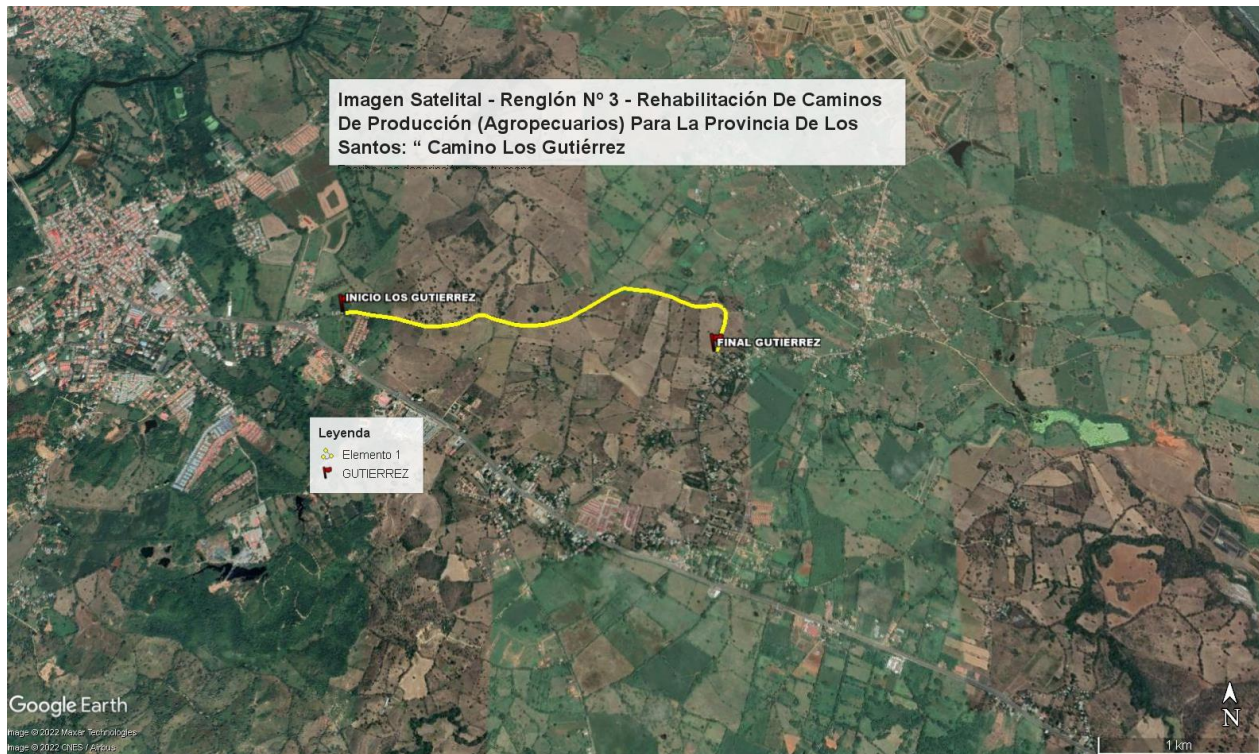 Imagen Satelital - Renglón Nº 3 - Rehabilitación De Caminos
De Producción (Agropecuarios) Para La Provincia De Los
Santos: “ Camino Los Gutiérrez
INICIO LOS GUTIERREZ
FINAL GUTIERREZ
Leyenda
Elemento 1
GUTIERREZ
Google Earth
Image © 2022 Maxar Technologies
Image © 2022 CNES / Airbus
N
1 km